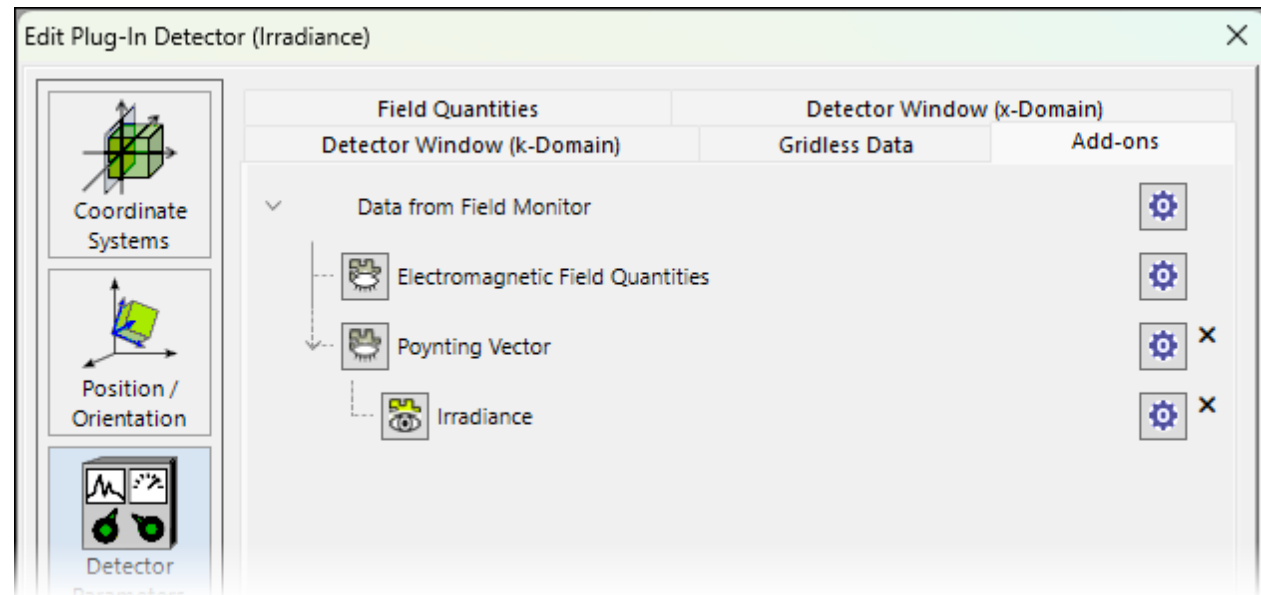 Edit Plug-In Detector (Irradiance)
Field Quantities
Detector Window (x-Domain)
Detector Window (k-Domain)
Gridless Data
Add-ons
Coordinate
Systems
Data from Field Monitor
Electromagnetic Field Quantities
Position /
Orientation
Poynting Vector
Irradiance
Detector